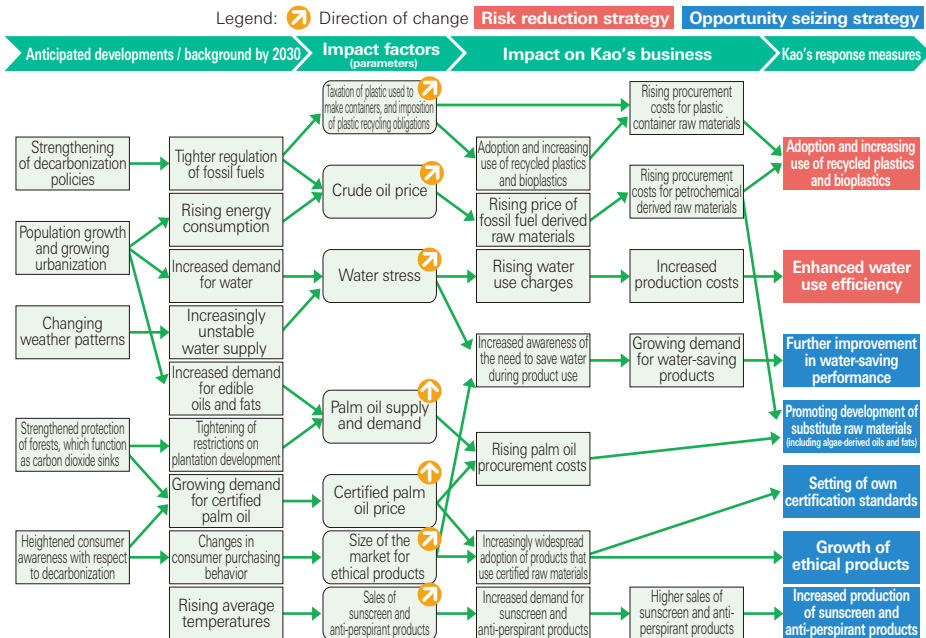 Legend: Direction of change Risk reduction strategy Opportunity seizing strategy
Anticipated developments / background by 2030
Impact factors
(parameters)
Impact on Kao's business
Kao's response measures
Strengthening
of decarbonization
policies
Population growth
and growing
urbanization
Changing
weather patterns
Strengthened protection
of forests, which function
as carbon dioxide sinks
Heightened consumer
awareness with respect
to decarbonization
Tighter regulation
of fossil fuels
Rising energy
consumption
Increased demand
for water
Increasingly
unstable
water supply
Increased demand
for edible
oils and fats
Tightening of
restrictions on
plantation development
Growing demand
for certified
palm oil
Changes in
consumer purchasing
behavior
Rising average
temperatures
Taxation of plastic used to
make containers, and imposition
of plastic recycling obligations
Crude oil price
Water stress
Palm oil supply
and demand
Certified palm
oil price
Size of the
market for
ethical products
Sales of
sunscreen and
anti-perspirant products
Adoption and increasing
use of recycled plastics
and bioplastics
Rising price of
fossil fuel derived
raw materials
Rising water
use charges
Increased awareness of
the need to save water
during product use
Rising palm oil
procurement costs
Increasingly widespread
adoption of products that
use certified raw materials
Increased demand for
sunscreen and
anti-perspirant products
Rising procurement
costs for plastic
container raw materials
Rising procurement
costs for petrochemical
derived raw materials
Increased
production costs
Growing demand
for water-saving
products
Higher sales of
sunscreen and anti-
perspirant products
Adoption and increasing
use of recycled plastics
and bioplastics
Enhanced water
use efficiency
Further improvement
in water-saving
performance
Promoting development of
substitute raw materials
(including algae-derived oils and fats)
Setting of own
certification standards
Growth of
ethical products
Increased production
of sunscreen and
anti-perspirant products